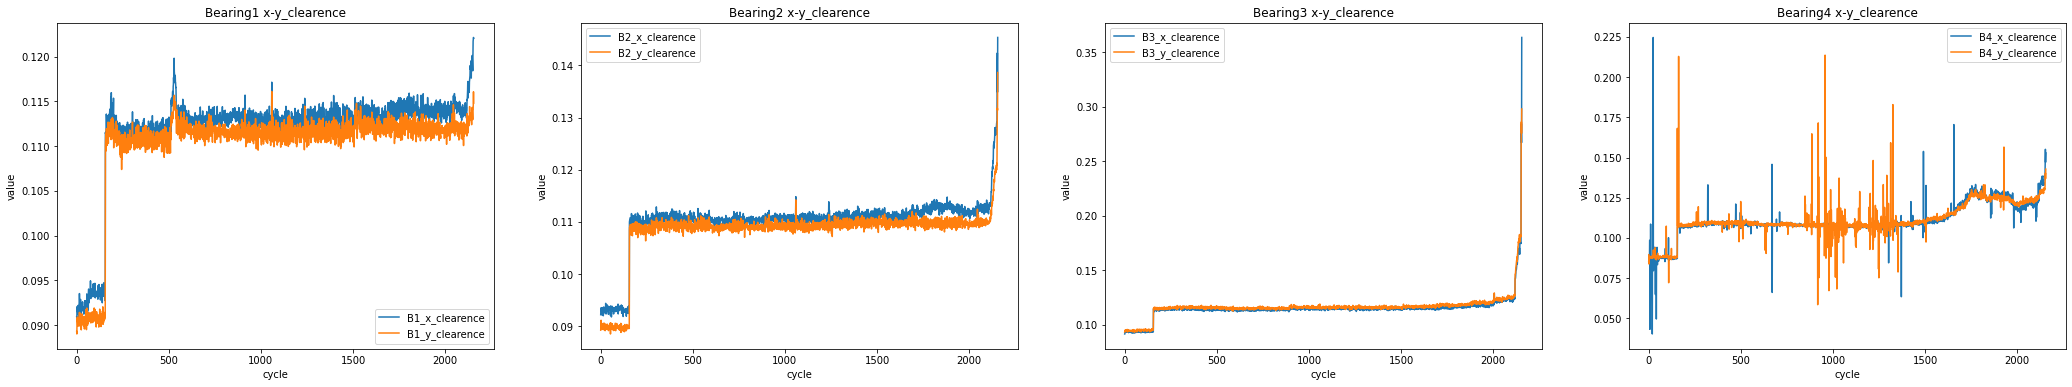 Bearing1 x-y_clearence
0.120
0.115
0.110
0.105
0.100
0.095
0.090
value
B1_x_clearence
B1_y_clearence
0 500 1000 1500 2000
cycle
Bearing2 x-y_clearence
B2_x_clearence
B2_y_clearence
0.14
0.13
0.12
0.11
0.10
0.09
value
0 500 1000 1500 2000
cycle
Bearing3 x-y_clearence
B3_x_clearence
B3_y_clearence
0.35
0.30
0.25
0.20
0.15
0.10
value
0 500 1000 1500 2000
cycle
Bearing4 x-y_clearence
B4_x_clearence
B4_y_clearence
0.225
0.200
0.175
0.150
0.125
0.100
0.075
0.050
value
0 500 1000 1500 2000
cycle